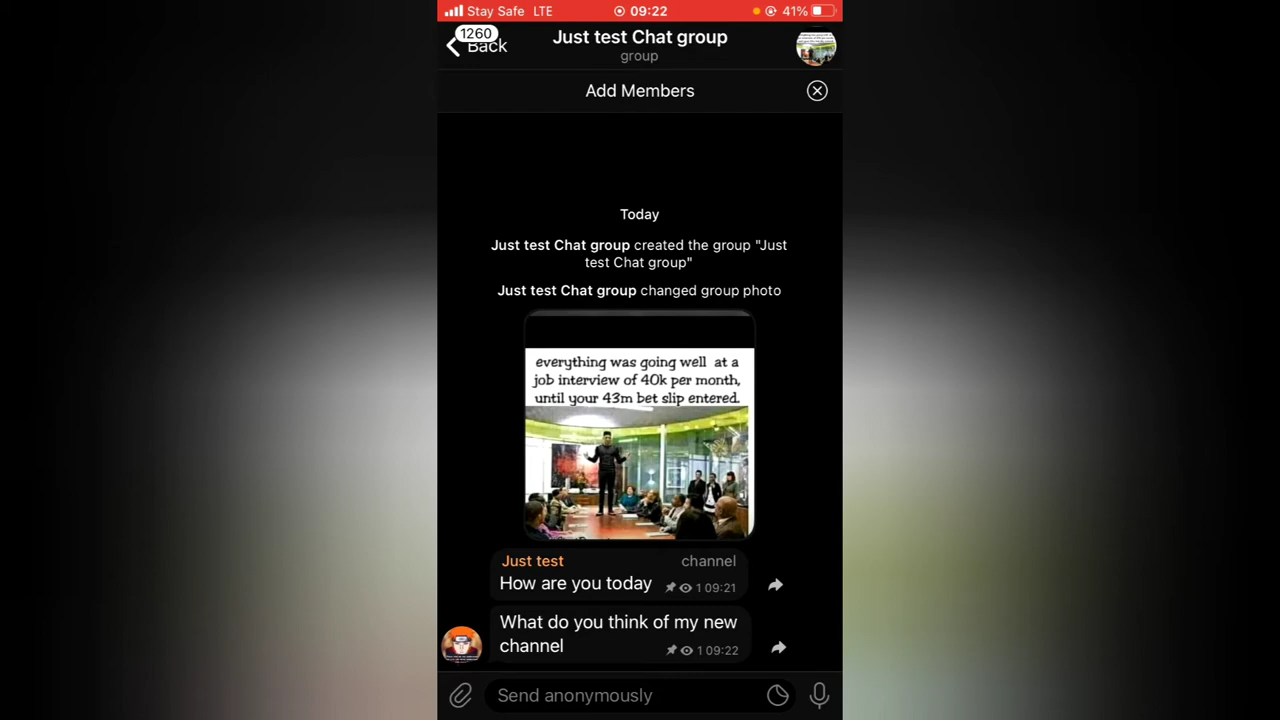 Stay Safe LTE 09:22 41%
1260
Back
Just test Chat group
group
Add Members
Today
Just test Chat group created the group "Just
test Chat group"
Just test Chat group changed group photo
everything was going well at a
job interview of 40k per month,
until your 43m bet slip entered.
Just test channel
How are you today 1 09:21
What do you think of my new
channel 1 09:22
Send anonymously